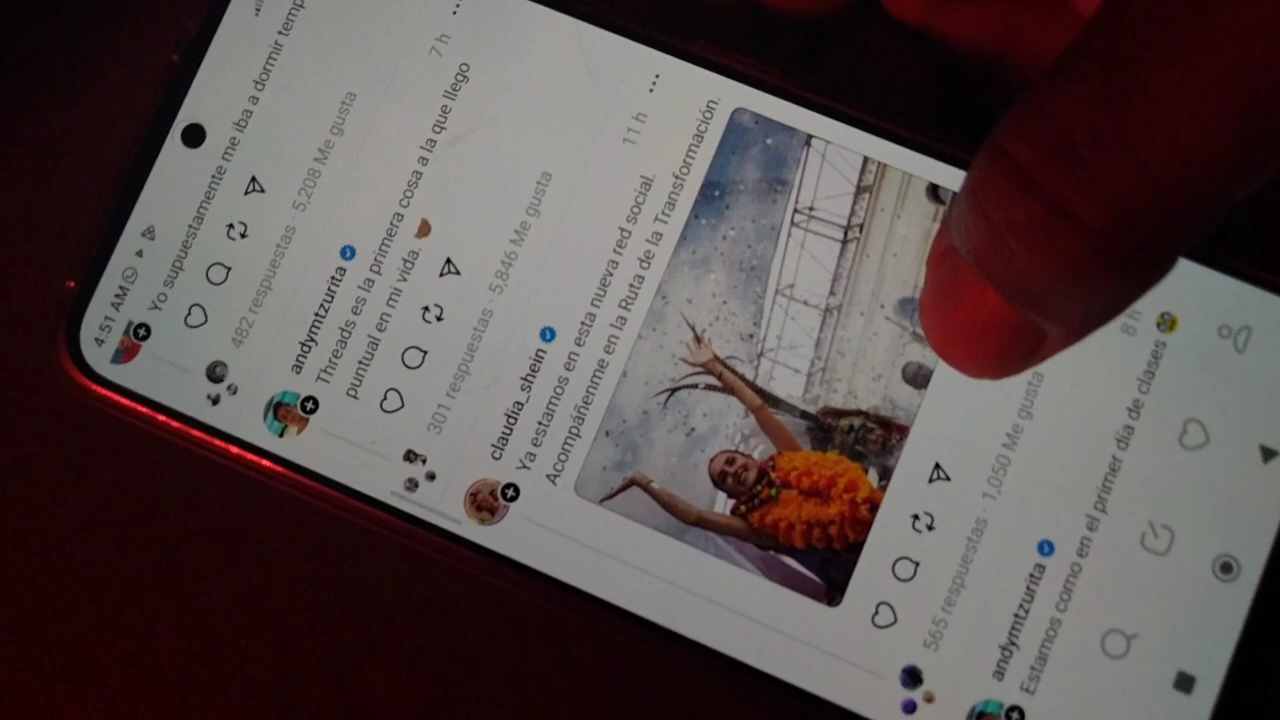 4:51 AM
Yo supuestamente me iba a dormir temp
482 respuestas · 5,208 Me gusta
andymtzurita 7 h
Threads es la primera cosa a la que llego
puntual en mi vida.
301 respuestas · 5,846 Me gusta
claudia_shein 11 h
Ya estamos en esta nueva red social.
Acompáñenme en la Ruta de la Transformación.
565 respuestas · 1,050 Me gusta
andymtzurita 8 h
Estamos como en el primer día de clases